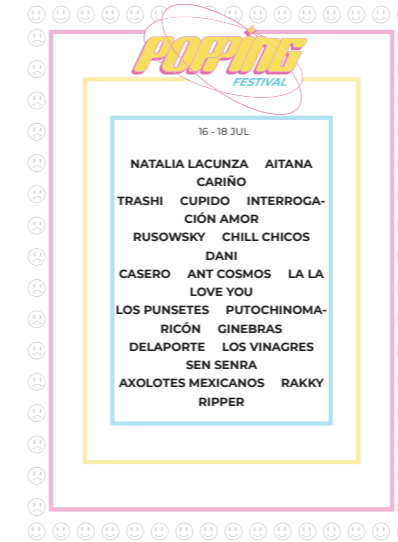 POPPING
FESTIVAL
16 - 18 JUL
NATALIA LACUNZA AITANA
CARIÑO
TRASHI CUPIDO INTERROGA-
CIÓN AMOR
RUSOWSKY CHILL CHICOS
DANI
CASERO ANT COSMOS LA LA
LOVE YOU
LOS PUNSETES PUTOCHINOMA-
RICÓN GINEBRAS
DELAPORTE LOS VINAGRES
SEN SENRA
AXOLOTES MEXICANOS RAKKY
RIPPER